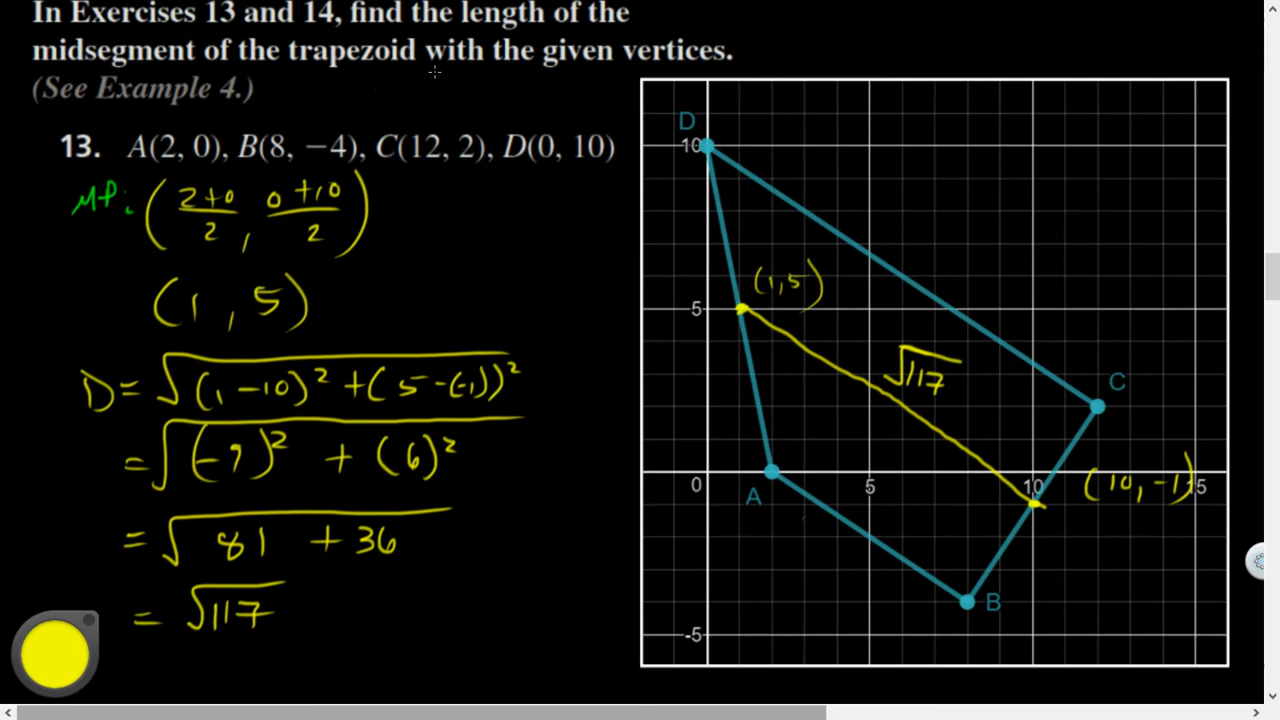 In Exercises 13 and 14, find the length of the
midsegment of the trapezoid with the given vertices.
(See Example 4.)
13. A(2, 0), B(8, −4), C(12, 2), D(0, 10)
MP: (2+0/2, 0+10/2)
(1, 5)
D = √(1-10)² + (5-(-1))²
= √(-9)² + (6)²
= √81 + 36
= √117
D
10
(1,5)
5
√117
C
0
A
5
10
(10, -1)
15
B
-5